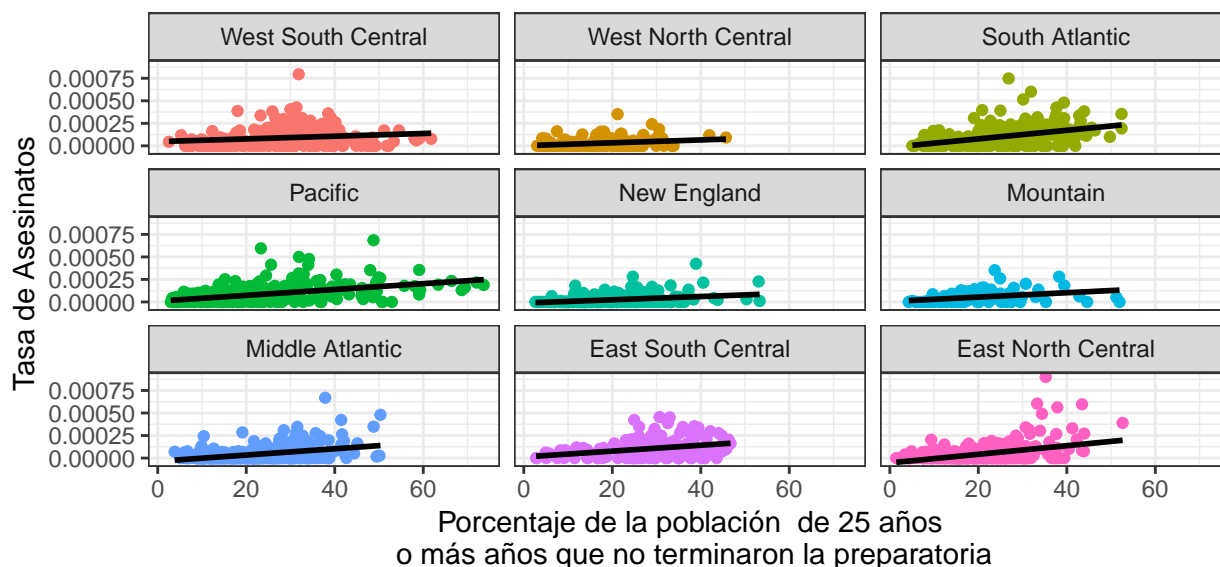 West South Central
West North Central
South Atlantic
0.00075
0.00050
0.00025
0.00000
Pacific
New England
Mountain
0.00075
0.00050
0.00025
0.00000
Middle Atlantic
East South Central
East North Central
0.00075
0.00050
0.00025
0.00000
0 20 40 60 0 20 40 60 0 20 40 60
Tasa de Asesinatos
Porcentaje de la población  de 25 años
o más años que no terminaron la preparatoria